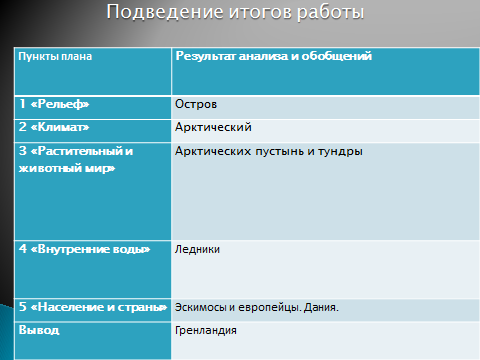 Подведение итогов работы
Пункты плана
Результат анализа и обобщений
1 «Рельеф»
Остров
2 «Климат»
Арктический
3 «Растительный и
животный мир»
Арктических пустынь и тундры
4 «Внутренние воды»
Ледники
5 «Население и страны»
Эскимосы и европейцы. Дания.
Вывод
Гренландия